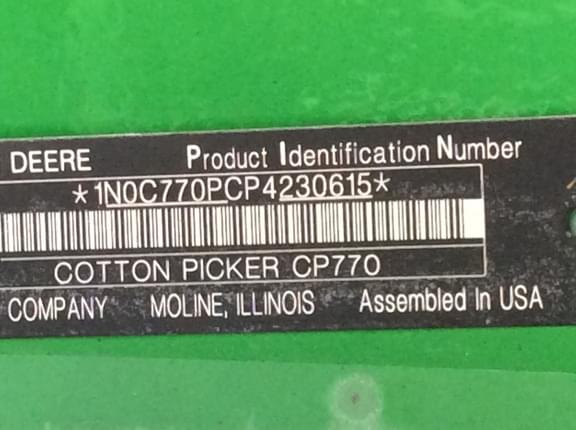 DEERE Product Identification Number
*1N0C770PCP4230615*
COTTON PICKER CP770
COMPANY MOLINE, ILLINOIS Assembled In USA